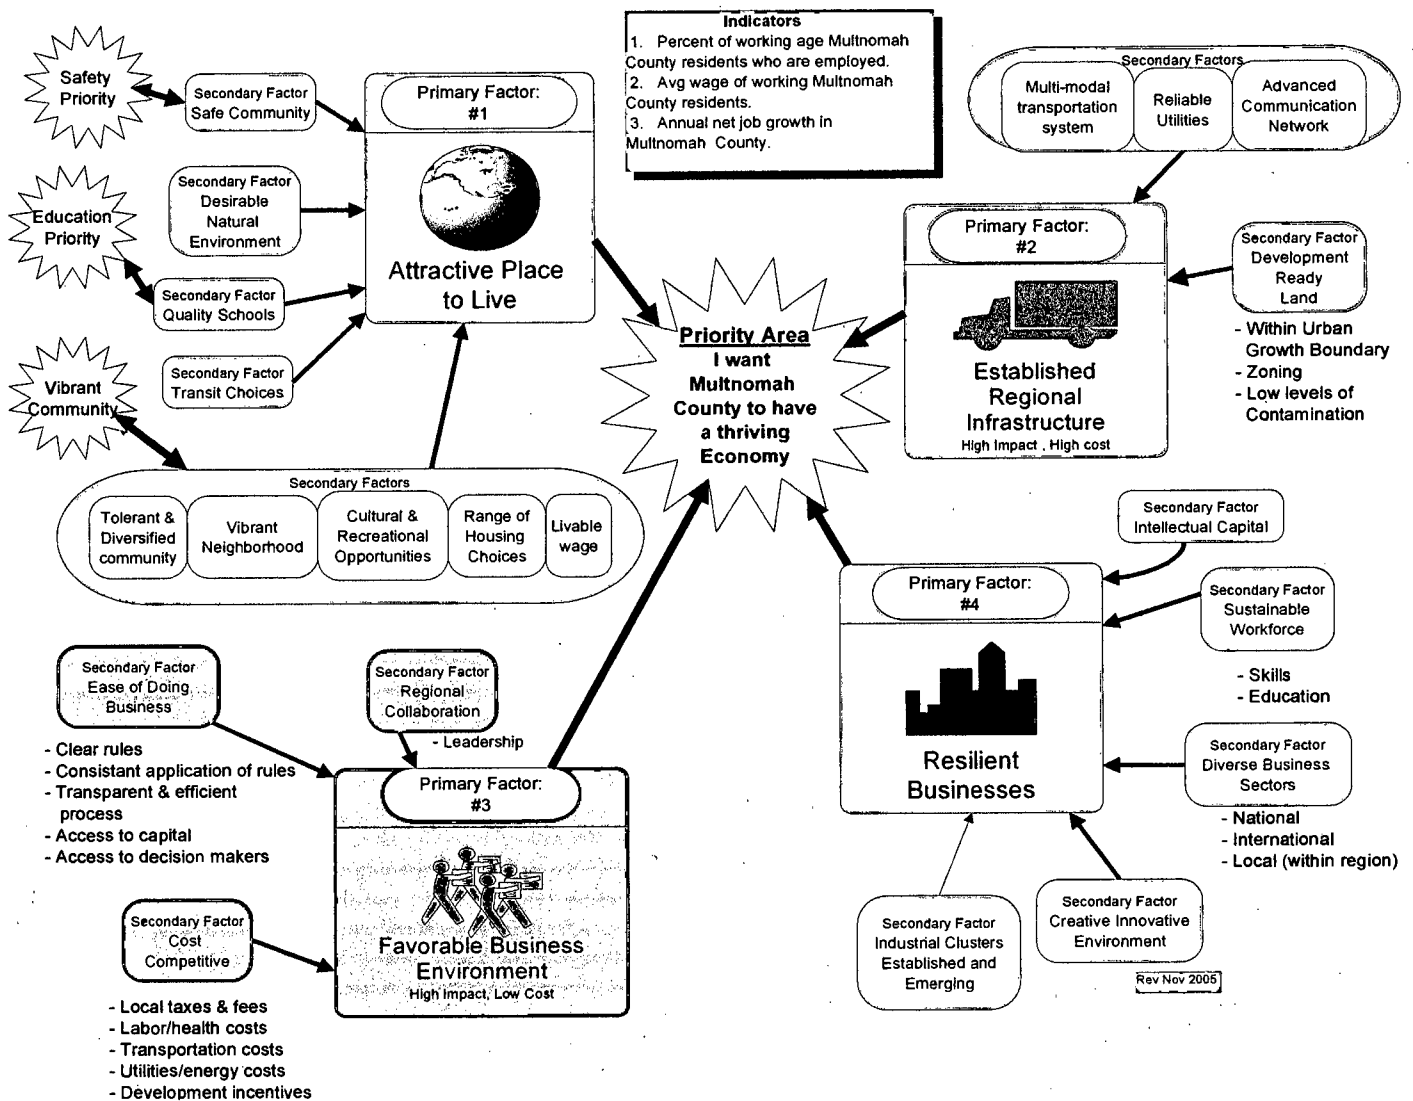 Indicators
1. Percent of working age Multnomah
County residents who are employed.
2. Avg wage of working Multnomah
County residents.
3. Annual net job growth in
Multnomah County.
Safety
Priority
Secondary Factor
Safe Community
Education
Priority
Secondary Factor
Desirable
Natural
Environment
Secondary Factor
Quality Schools
Vibrant
Community
Secondary Factor
Transit Choices
Primary Factor:
#1
Attractive Place
to Live
Secondary Factors
Tolerant &
Diversified
community
Vibrant
Neighborhood
Cultural &
Recreational
Opportunities
Range of
Housing
Choices
Livable
wage
Priority Area
I want
Multnomah
County to have
a thriving
Economy
Secondary Factors
Multi-modal
transportation
system
Reliable
Utilities
Advanced
Communication
Network
Primary Factor:
#2
Established
Regional
Infrastructure
High Impact , High cost
Secondary Factor
Development
Ready
Land
- Within Urban
Growth Boundary
- Zoning
- Low levels of
Contamination
Secondary Factor
Ease of Doing
Business
- Clear rules
- Consistant application of rules
- Transparent & efficient
process
- Access to capital
- Access to decision makers
Secondary Factor
Regional
Collaboration
- Leadership
Primary Factor:
#3
Favorable Business
Environment
High Impact, Low Cost
Secondary Factor
Cost
Competitive
- Local taxes & fees
- Labor/health costs
- Transportation costs
- Utilities/energy costs
- Development incentives
Primary Factor:
#4
Resilient
Businesses
Secondary Factor
Intellectual Capital
Secondary Factor
Sustainable
Workforce
- Skills
- Education
Secondary Factor
Diverse Business
Sectors
- National
- International
- Local (within region)
Secondary Factor
Industrial Clusters
Established and
Emerging
Secondary Factor
Creative Innovative
Environment
Rev Nov 2005